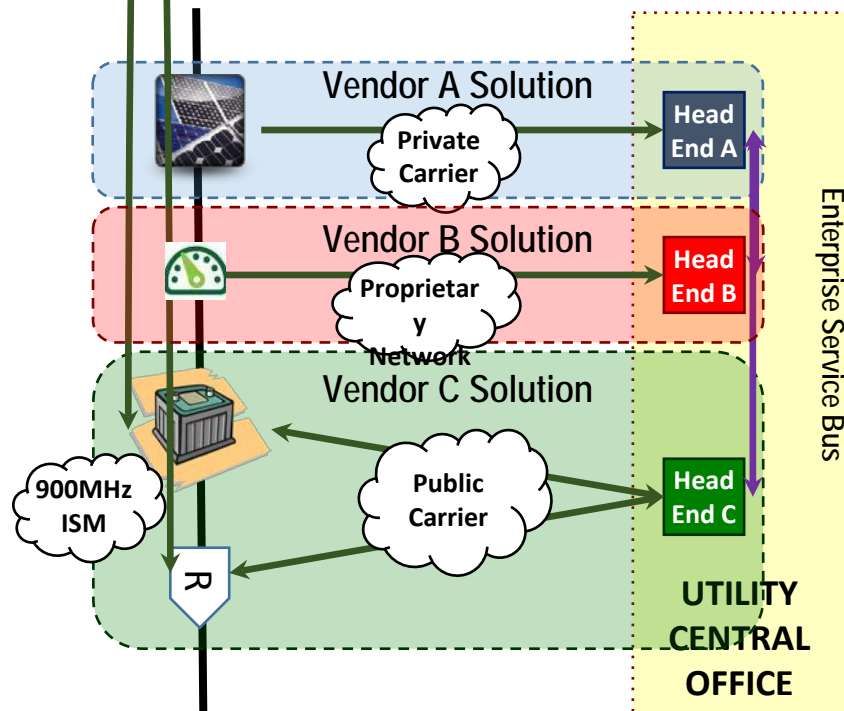 Vendor A Solution
Private
Carrier
Head
End A
Vendor B Solution
Proprietar
y
Network
Head
End B
Enterprise Service Bus
Vendor C Solution
900MHz
ISM
Public
Carrier
Head
End C
R
UTILITY
CENTRAL
OFFICE